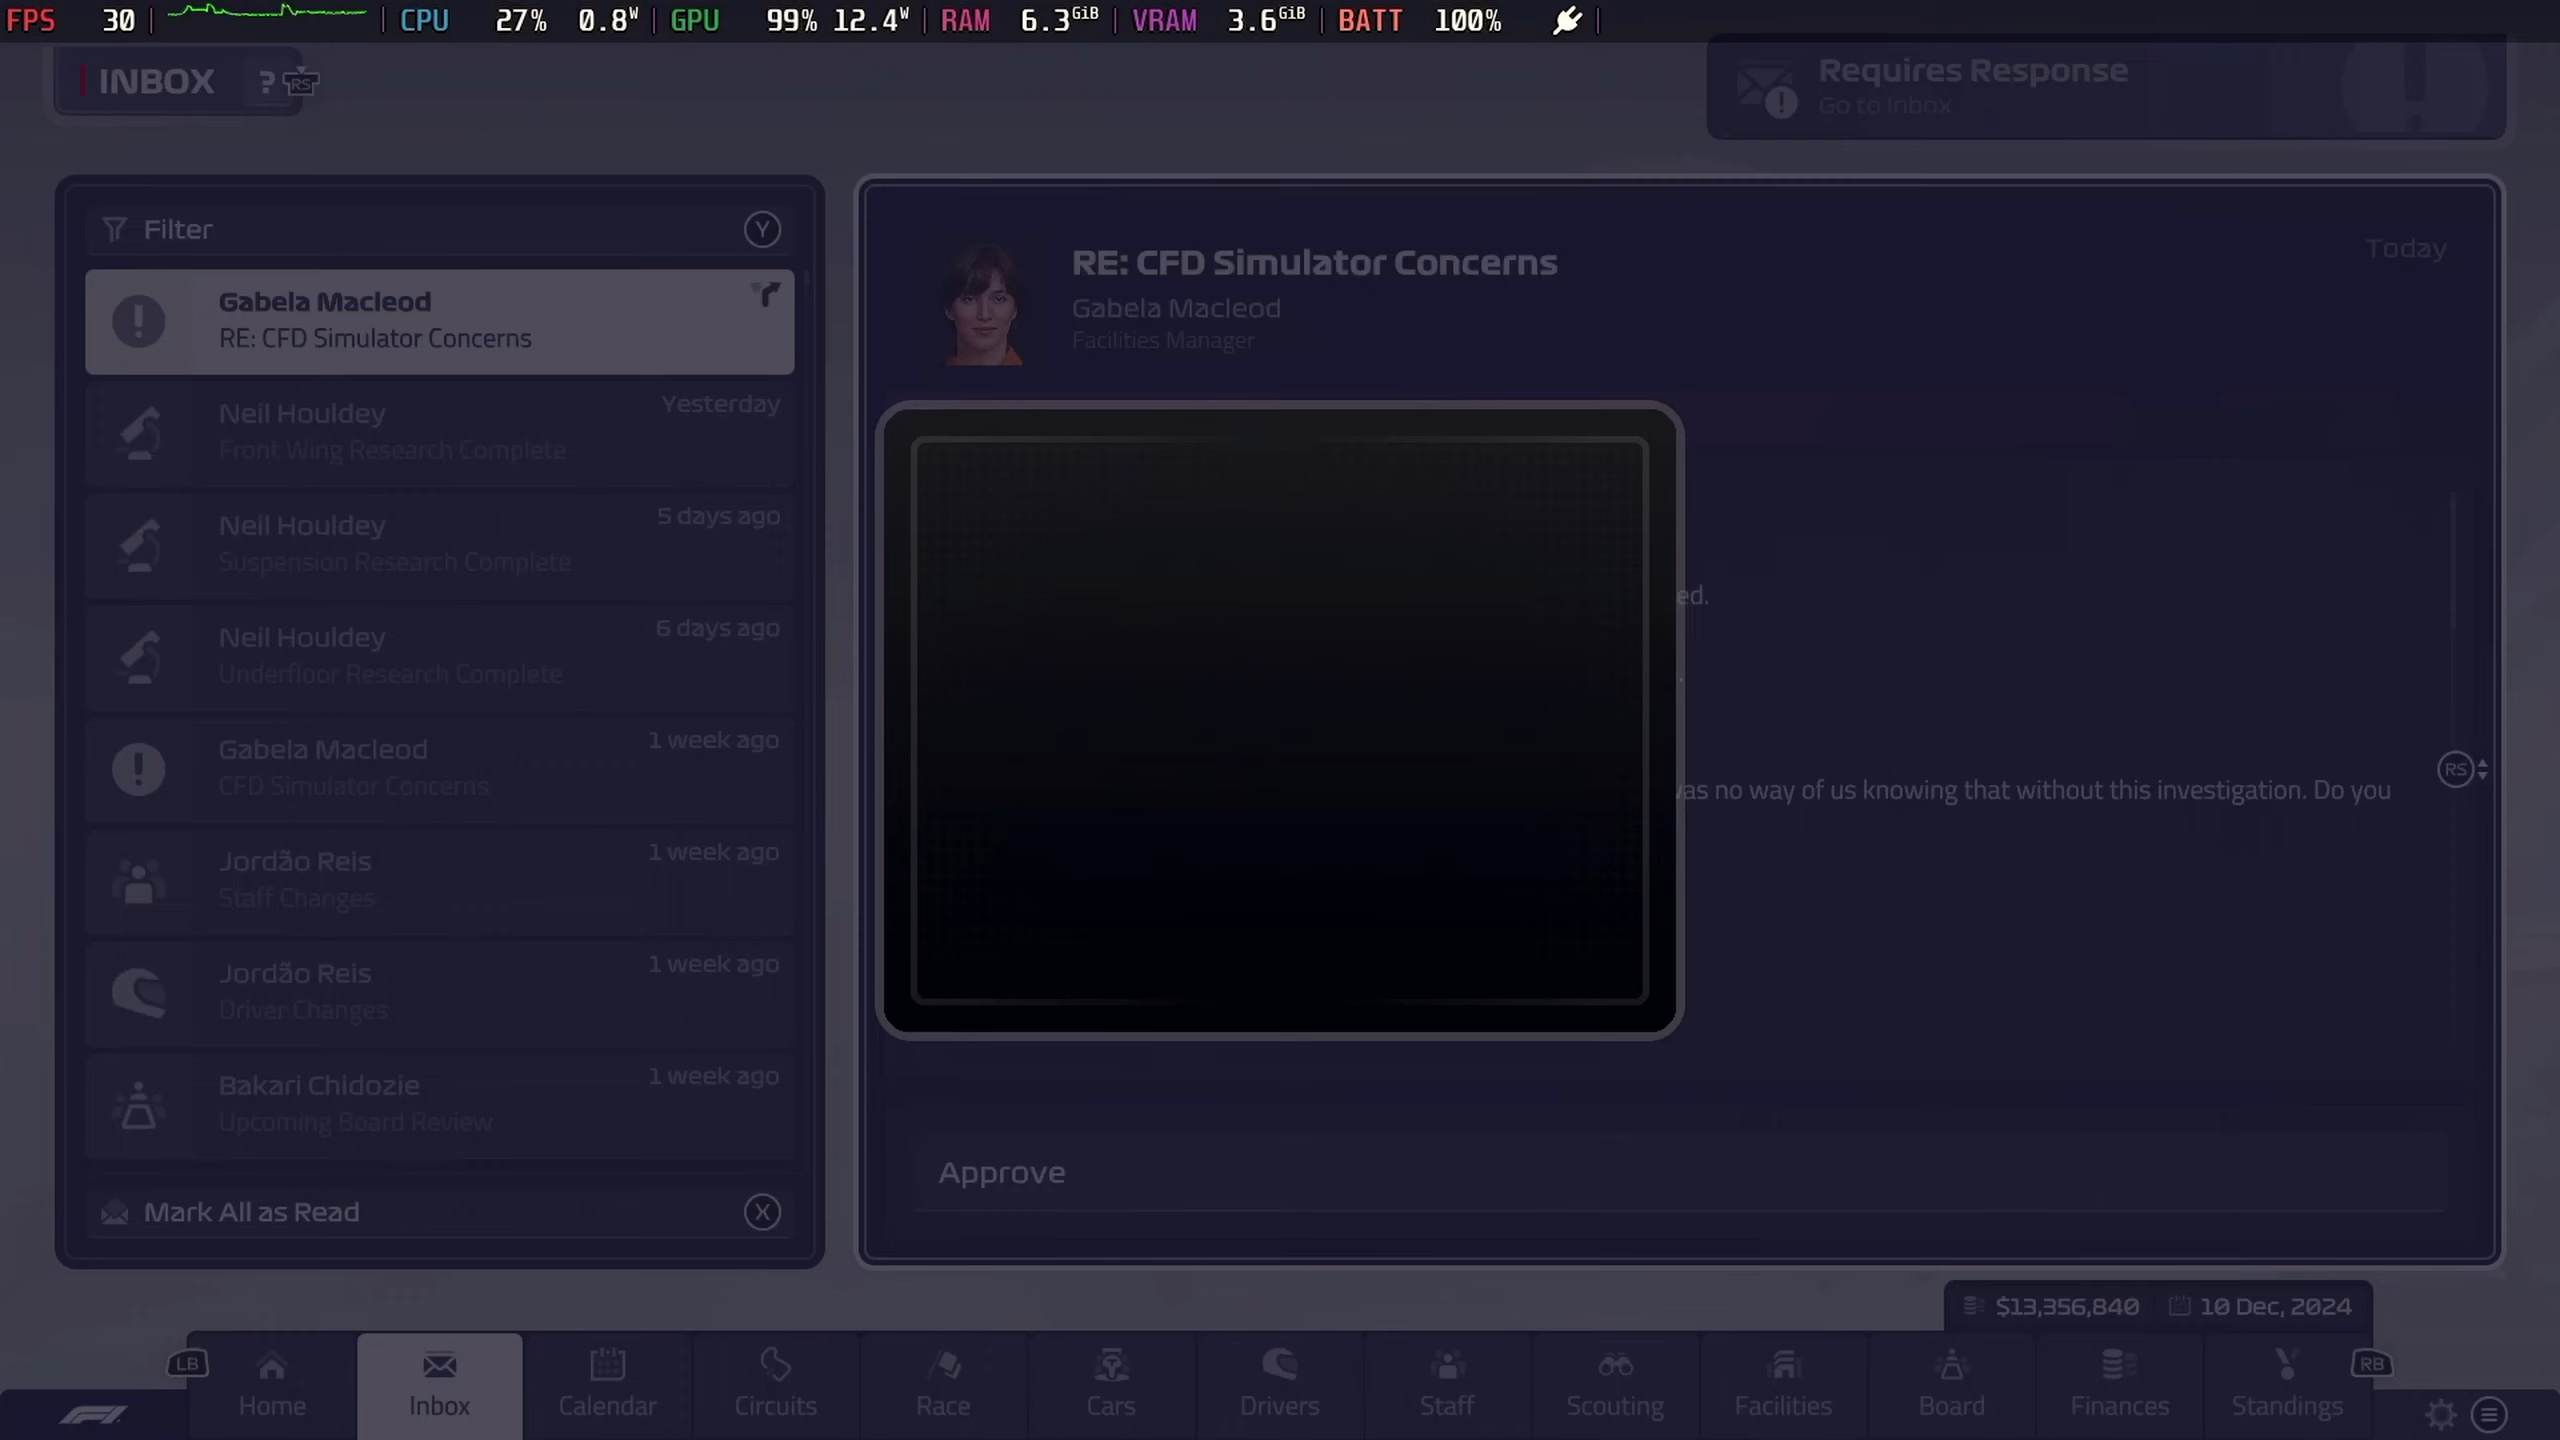 FPS 30 CPU 27% 0.8W GPU 99% 12.4W RAM 6.3GiB VRAM 3.6GiB BATT 100%
INBOX ? RS
Requires Response
Go to Inbox
Filter Y
Gabela Macleod
RE: CFD Simulator Concerns
Neil Houldey Yesterday
Front Wing Research Complete
Neil Houldey 5 days ago
Suspension Research Complete
Neil Houldey 6 days ago
Underfloor Research Complete
Gabela Macleod 1 week ago
CFD Simulator Concerns
Jordão Reis 1 week ago
Staff Changes
Jordão Reis 1 week ago
Driver Changes
Bakari Chidozie 1 week ago
Upcoming Board Review
Mark All as Read X
RE: CFD Simulator Concerns Today
Gabela Macleod
Facilities Manager
ed.
.
as no way of us knowing that without this investigation. Do you
RS
Approve
$13,356,840 10 Dec, 2024
LB Home Inbox Calendar Circuits Race Cars Drivers Staff Scouting Facilities Board Finances Standings RB